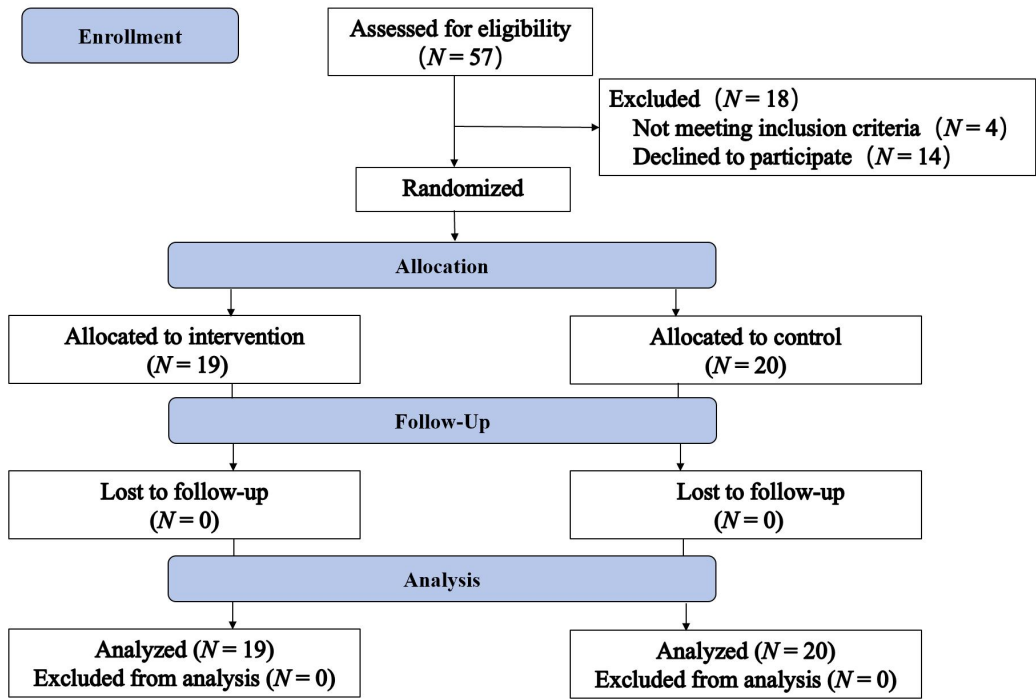 Enrollment
Assessed for eligibility
（N = 57）
Excluded（N = 18）
Not meeting inclusion criteria（N = 4）
Declined to participate（N = 14）
Randomized
Allocation
Allocated to intervention
(N = 19)
Allocated to control
(N = 20)
Follow-Up
Lost to follow-up
(N = 0)
Lost to follow-up
(N = 0)
Analysis
Analyzed (N = 19)
Excluded from analysis (N = 0)
Analyzed (N = 20)
Excluded from analysis (N = 0)